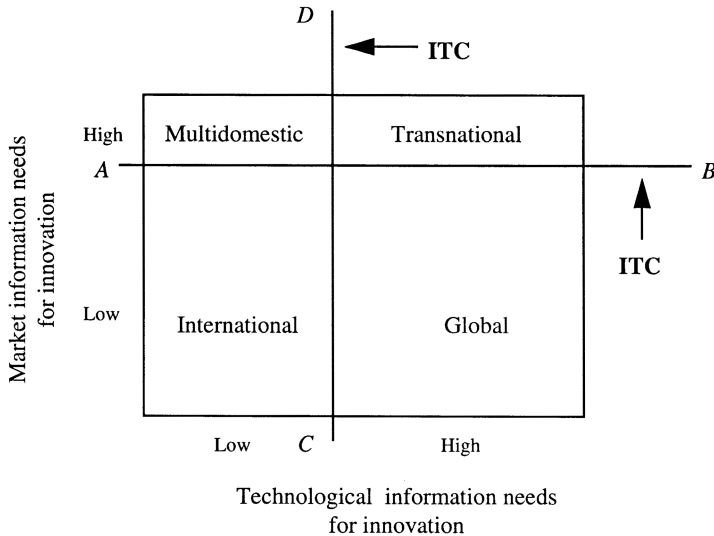 D
ITC
High
Multidomestic
Transnational
A
B
Market information needs
for innovation
ITC
Low
International
Global
Low
C
High
Technological information needs
for innovation